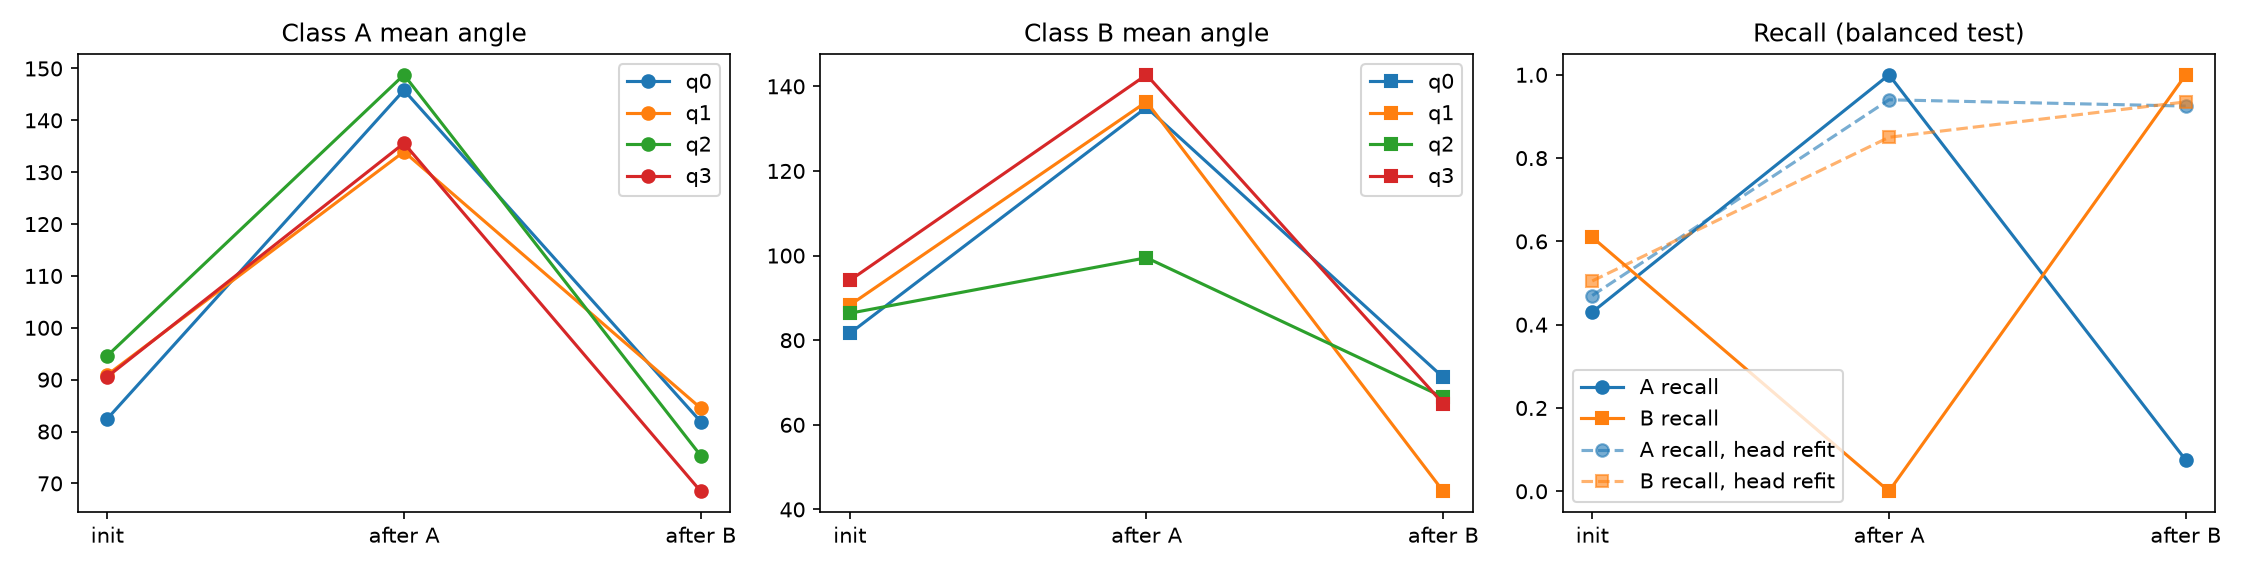 Class A mean angle
150
140
130
120
110
100
90
80
70
init
after A
after B
q0
q1
q2
q3
Class B mean angle
140
120
100
80
60
40
init
after A
after B
q0
q1
q2
q3
Recall (balanced test)
1.0
0.8
0.6
0.4
0.2
0.0
init
after A
after B
A recall
B recall
A recall, head refit
B recall, head refit